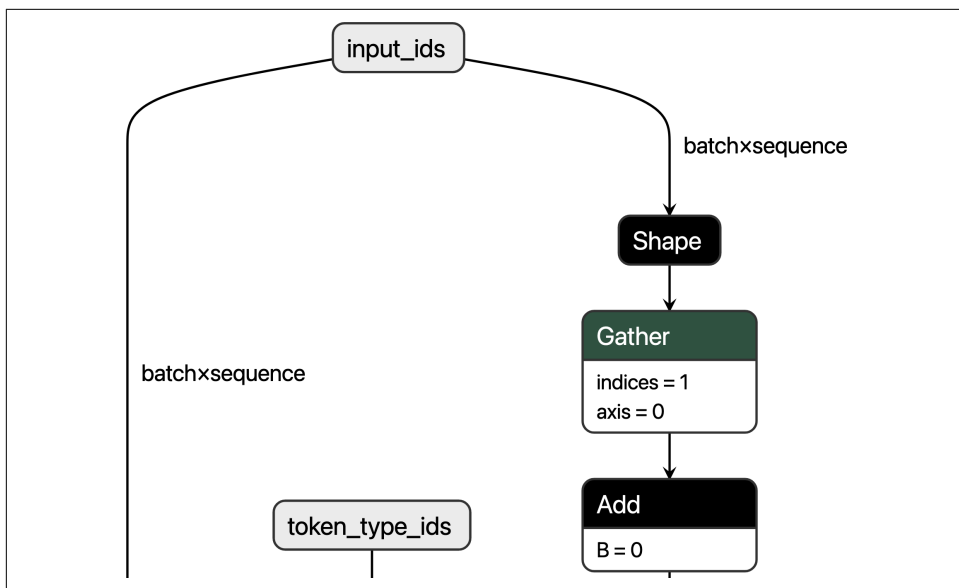 input_ids
batch×sequence
Shape
Gather
indices = 1
axis = 0
batch×sequence
Add
B = 0
token_type_ids